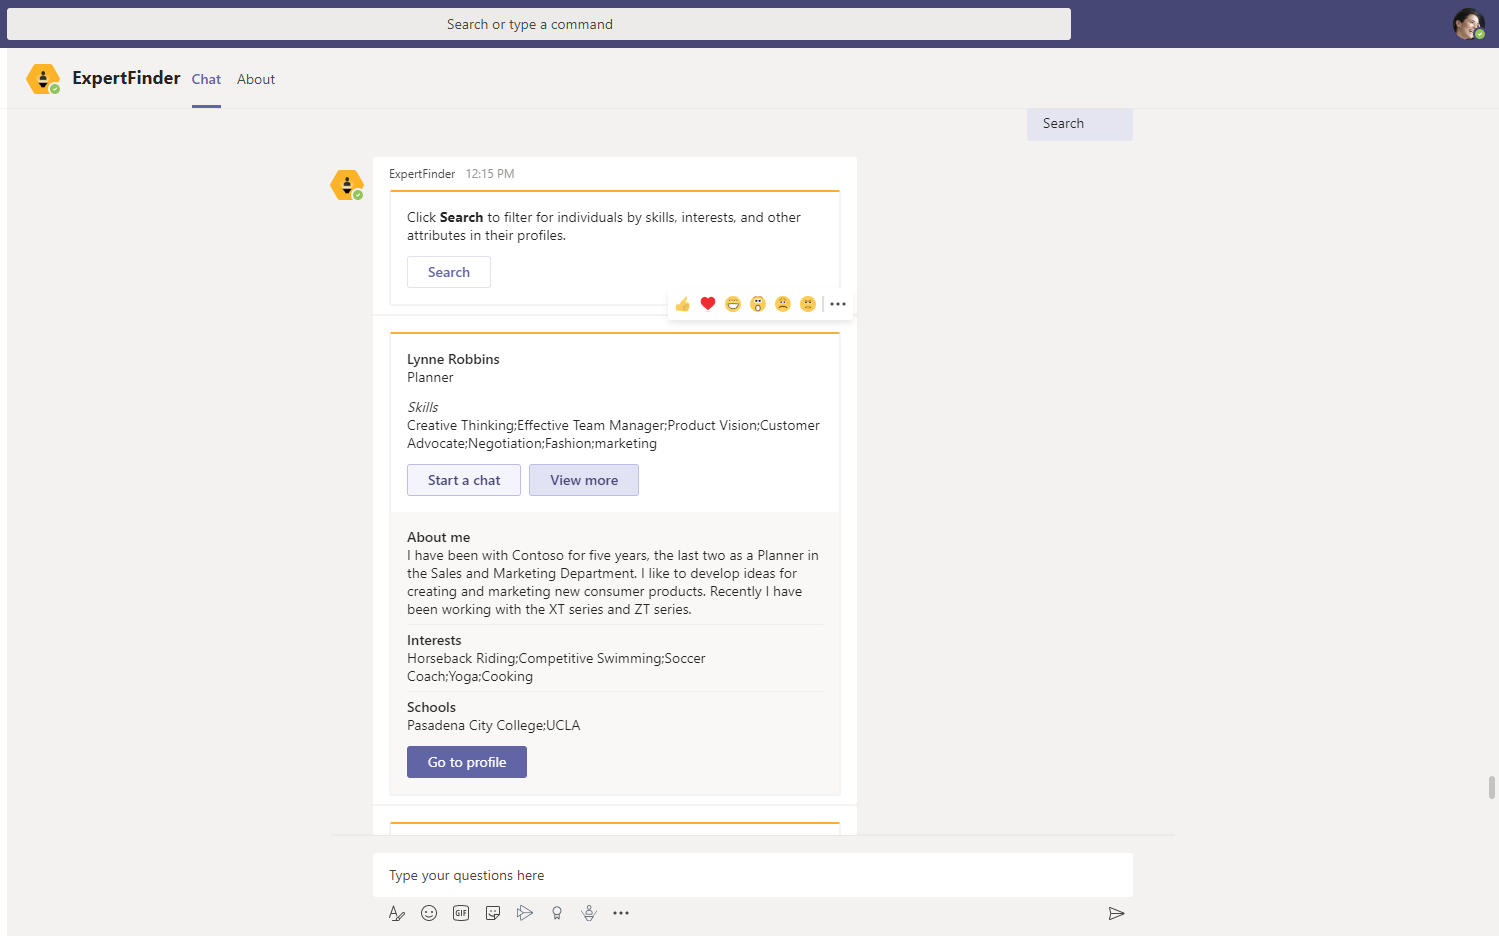 Search or type a command
ExpertFinder Chat About
Search
ExpertFinder 12:15 PM
Click Search to filter for individuals by skills, interests, and other
attributes in their profiles.
Search
Lynne Robbins
Planner
Skills
Creative Thinking;Effective Team Manager;Product Vision;Customer
Advocate;Negotiation;Fashion;marketing
Start a chat View more
About me
I have been with Contoso for five years, the last two as a Planner in
the Sales and Marketing Department. I like to develop ideas for
creating and marketing new consumer products. Recently I have
been working with the XT series and ZT series.
Interests
Horseback Riding;Competitive Swimming;Soccer
Coach;Yoga;Cooking
Schools
Pasadena City College;UCLA
Go to profile
Type your questions here
GIF